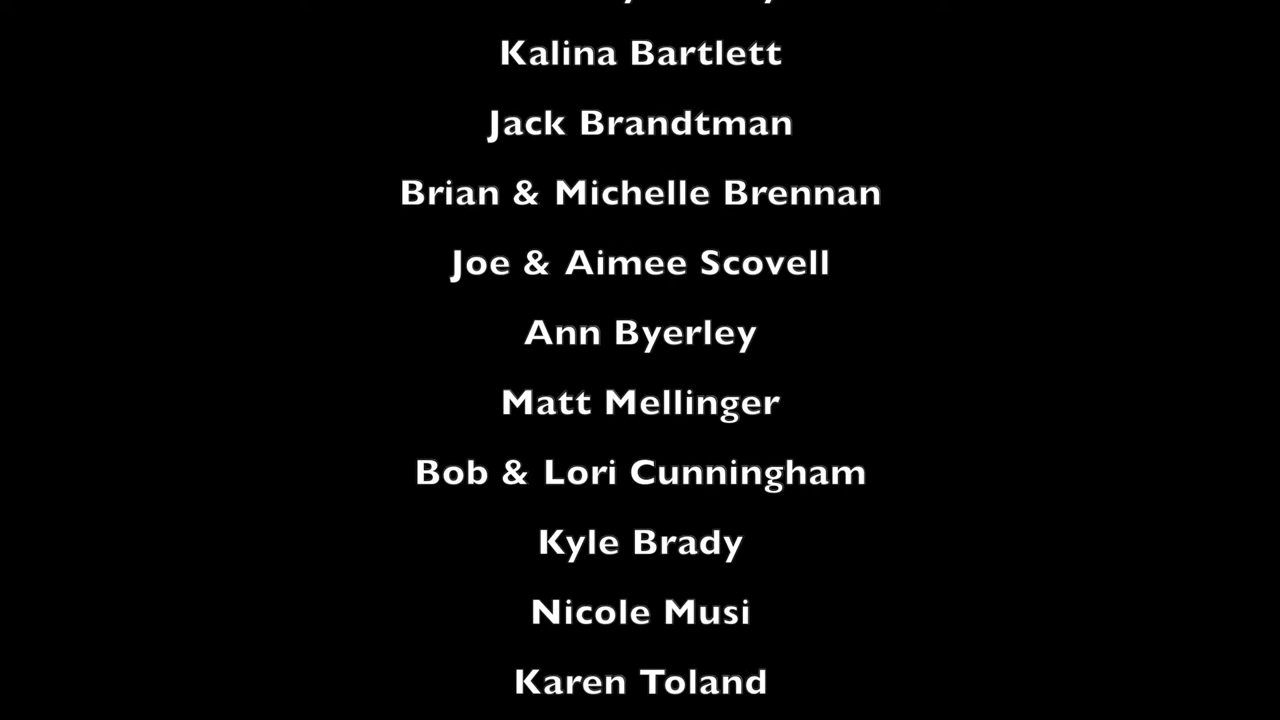 Kalina Bartlett
Jack Brandtman
Brian & Michelle Brennan
Joe & Aimee Scovell
Ann Byerley
Matt Mellinger
Bob & Lori Cunningham
Kyle Brady
Nicole Musi
Karen Toland